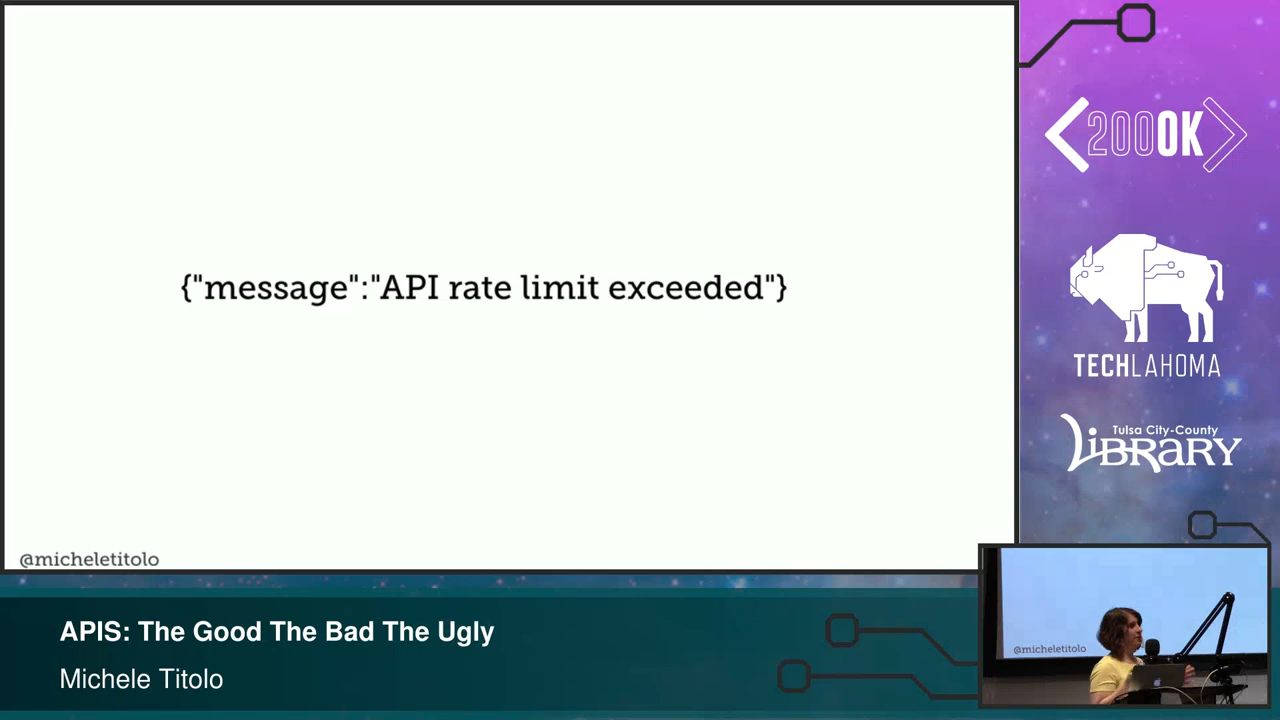 {"message":"API rate limit exceeded"}
@micheletitolo
APIS: The Good The Bad The Ugly
Michele Titolo
<200OK>
TECHLAHOMA
Tulsa City-County
LIBRARY
@micheletitolo